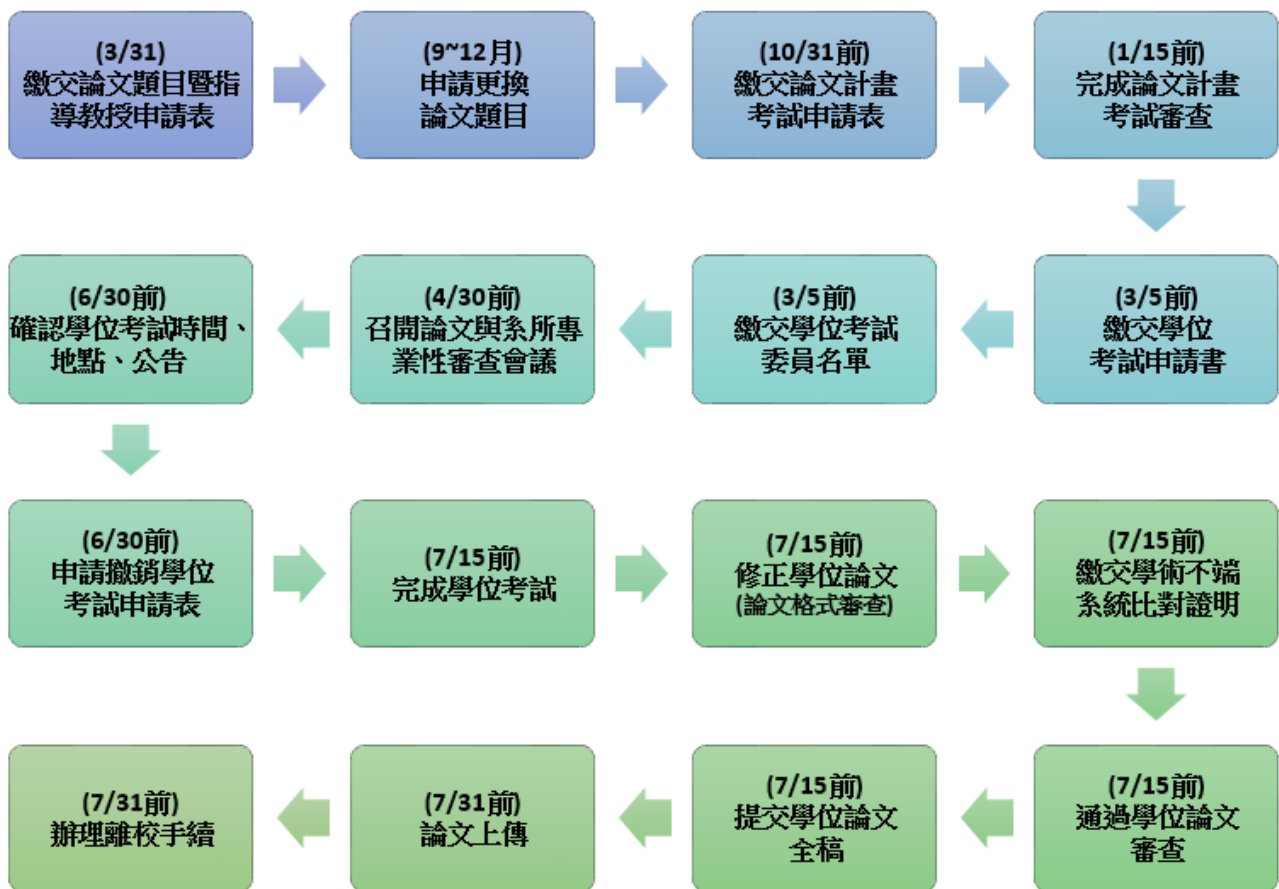 (3/31)
繳交論文題目暨指
導教授申請表
(9~12月)
申請更換
論文題目
(10/31前)
繳交論文計畫
考試申請表
(1/15前)
完成論文計畫
考試審查
(3/5前)
繳交學位
考試申請書
(3/5前)
繳交學位考試
委員名單
(4/30前)
召開論文與系所專
業性審查會議
(6/30前)
確認學位考試時間、
地點、公告
(6/30前)
申請撤銷學位
考試申請表
(7/15前)
完成學位考試
(7/15前)
修正學位論文
(論文格式審查)
(7/15前)
繳交學術不端
系統比對證明
(7/15前)
通過學位論文
審查
(7/15前)
提交學位論文
全稿
(7/31前)
論文上傳
(7/31前)
辦理離校手續